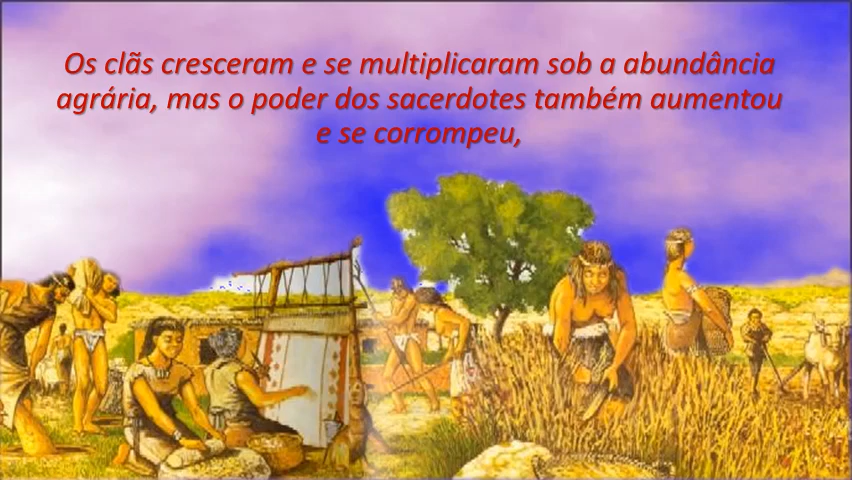 Os clãs cresceram e se multiplicaram sob a abundância
agrária, mas o poder dos sacerdotes também aumentou
e se corrompeu,